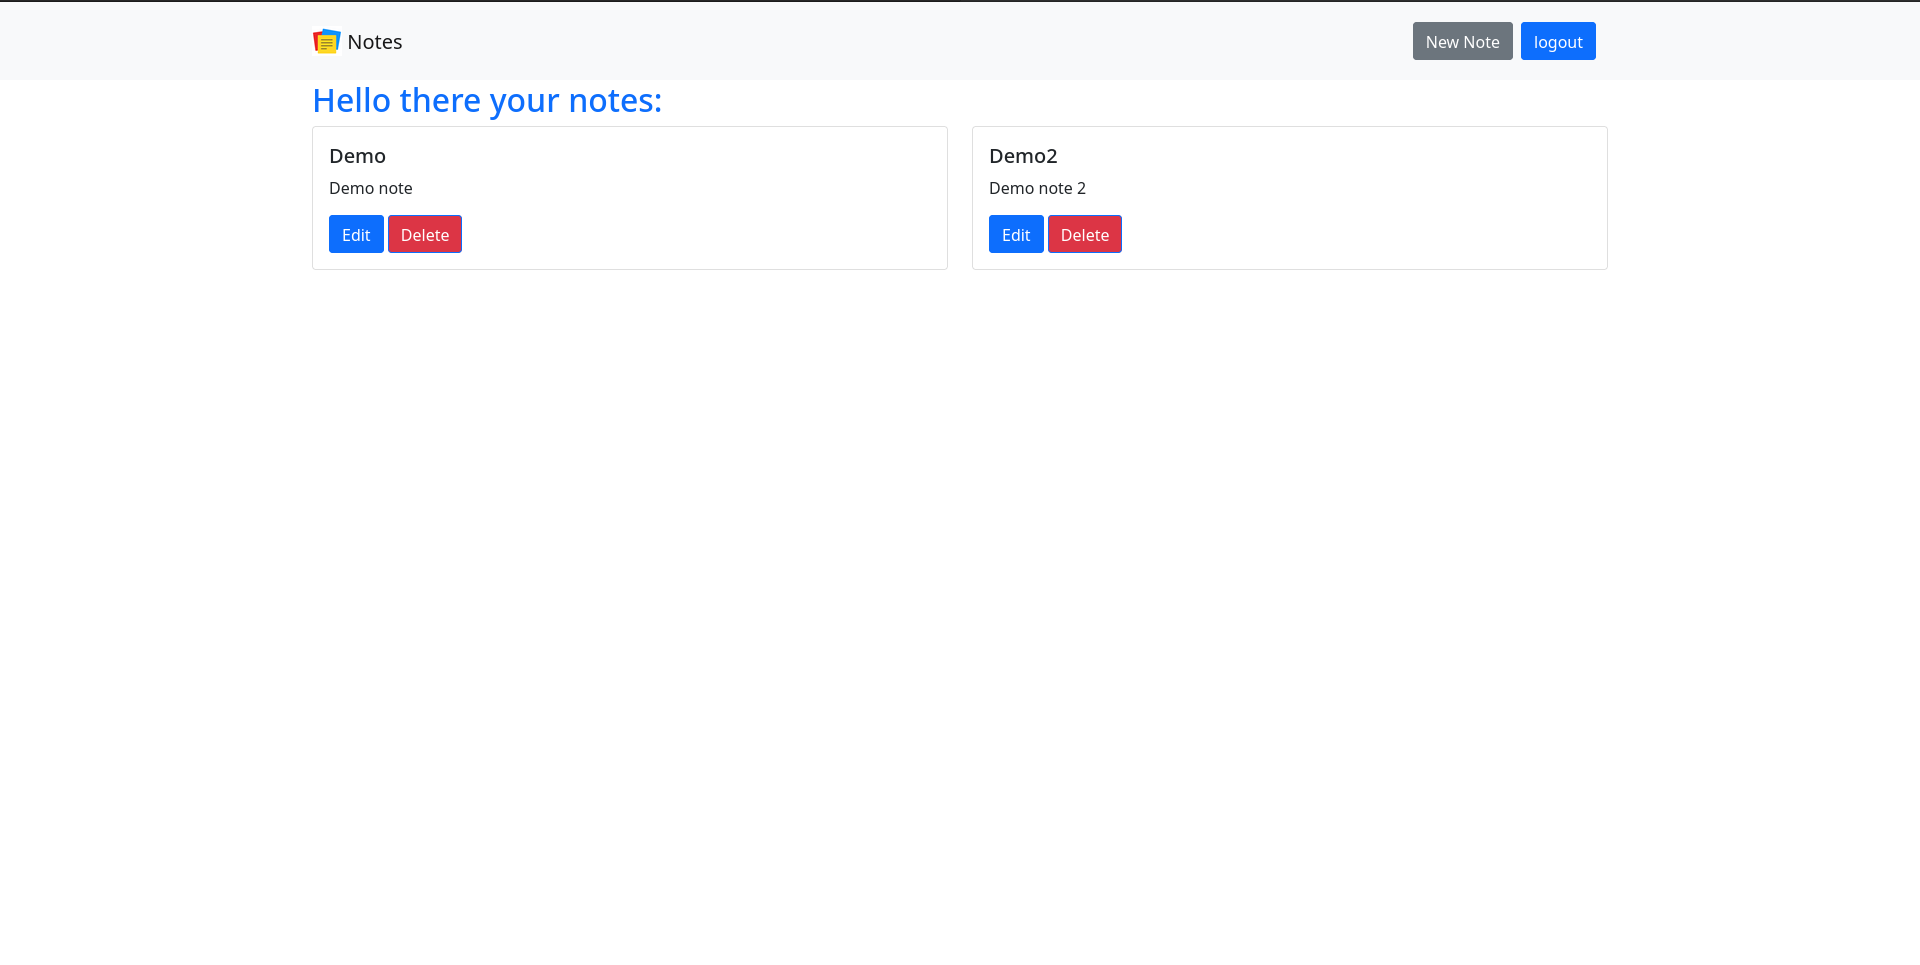 Notes
New Note
logout
Hello there your notes:
Demo
Demo note
Edit Delete
Demo2
Demo note 2
Edit Delete